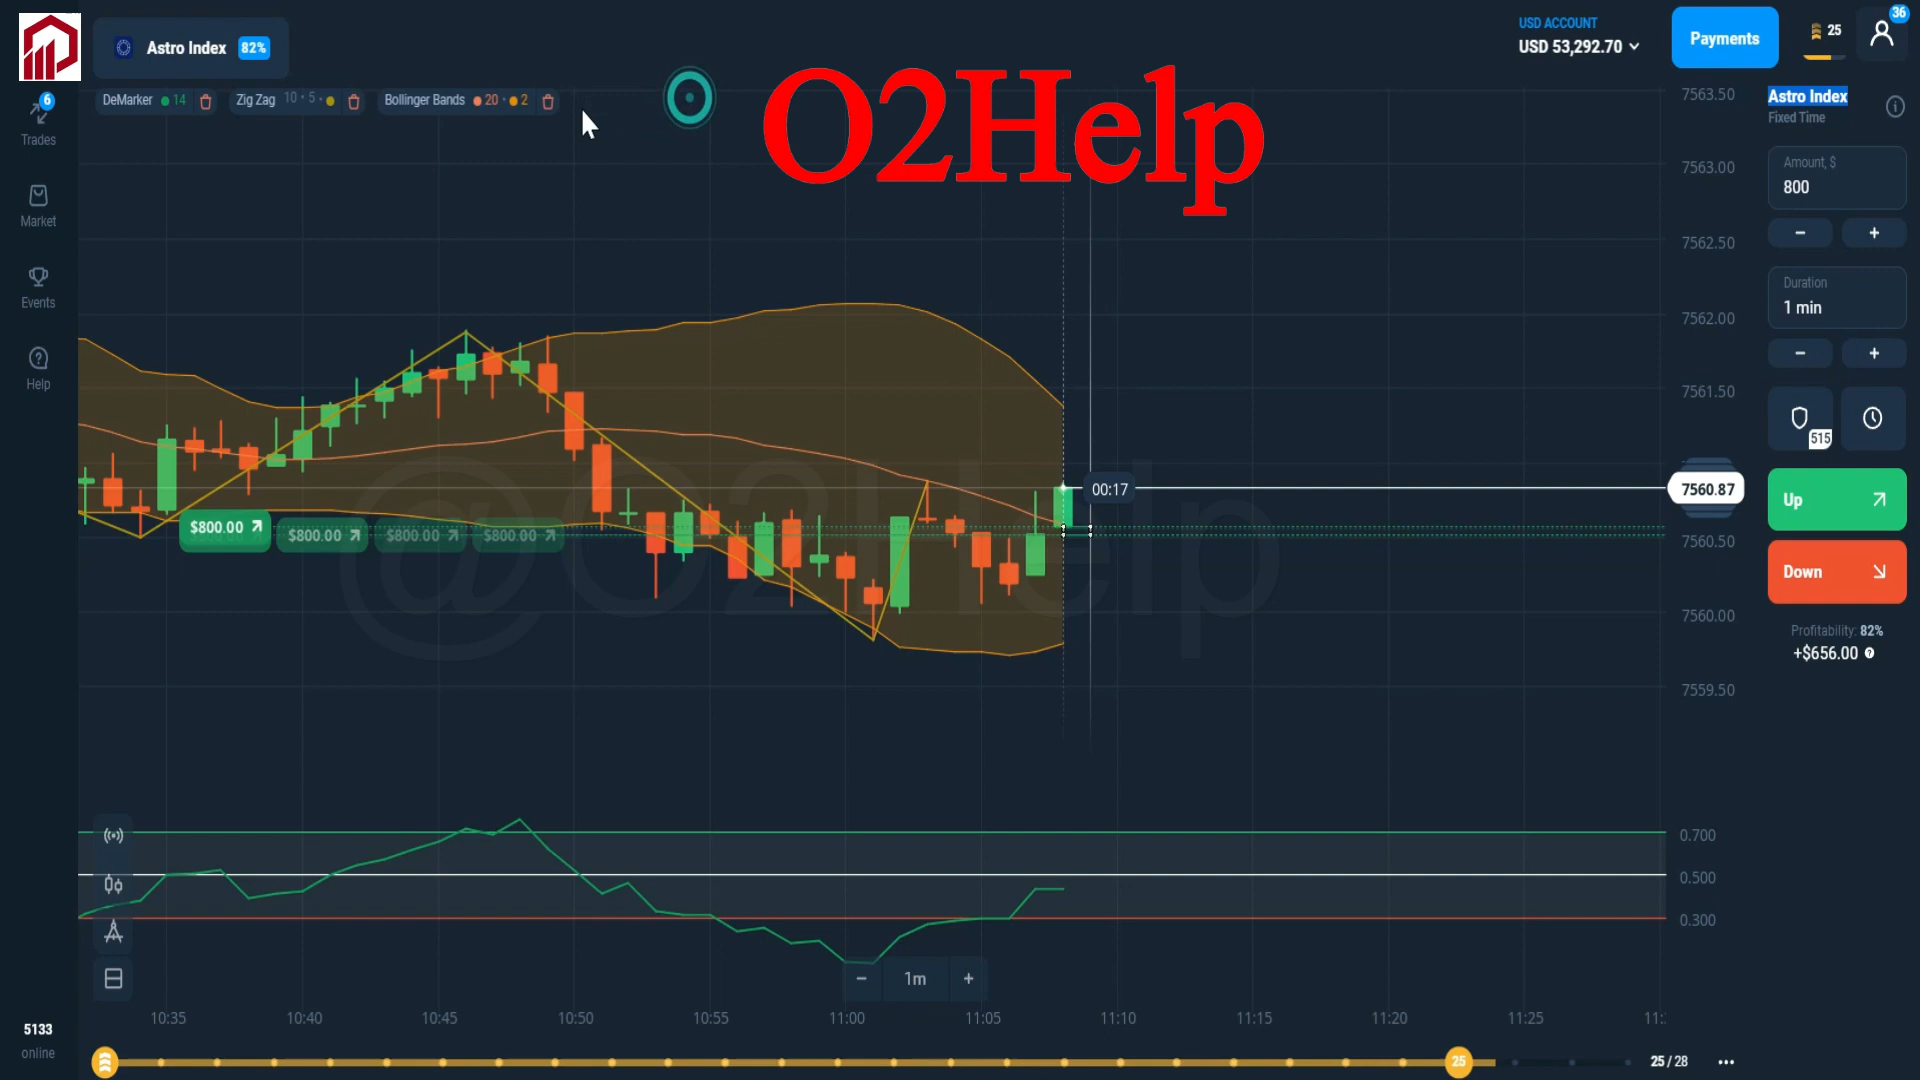 Astro Index 82%
USD ACCOUNT
USD 53,292.70
Payments
25
36
DeMarker 14
Zig Zag 10 · 5 ·
Bollinger Bands 20 · 2
O2Help
6
Trades
Market
Events
?
Help
Astro Index
Fixed Time
Amount, $
800
− +
Duration
1 min
− +
515
Up
Down
Profitability: 82%
+$656.00 ?
7563.50
7563.00
7562.50
7562.00
7561.50
7560.87
7560.50
7560.00
7559.50
00:17
$800.00 $800.00 $800.00 $800.00
@O2Help
0.700
0.500
0.300
− 1m +
10:35 10:40 10:45 10:50 10:55 11:00 11:05 11:10 11:15 11:20 11:25 11:
5133
online
25
25 / 28